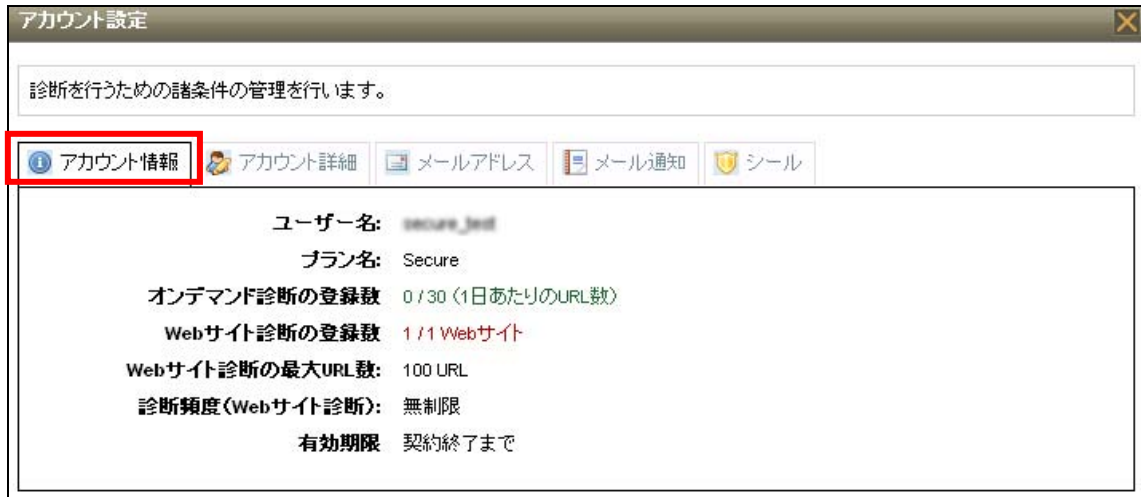 アカウント設定
診断を行うための諸条件の管理を行います。
アカウント情報 アカウント詳細 メールアドレス メール通知 シール
ユーザー名: secure_test
プラン名: Secure
オンデマンド診断の登録数 0 / 30 (1日あたりのURL数)
Webサイト診断の登録数 1 / 1 Webサイト
Webサイト診断の最大URL数: 100 URL
診断頻度(Webサイト診断): 無制限
有効期限 契約終了まで